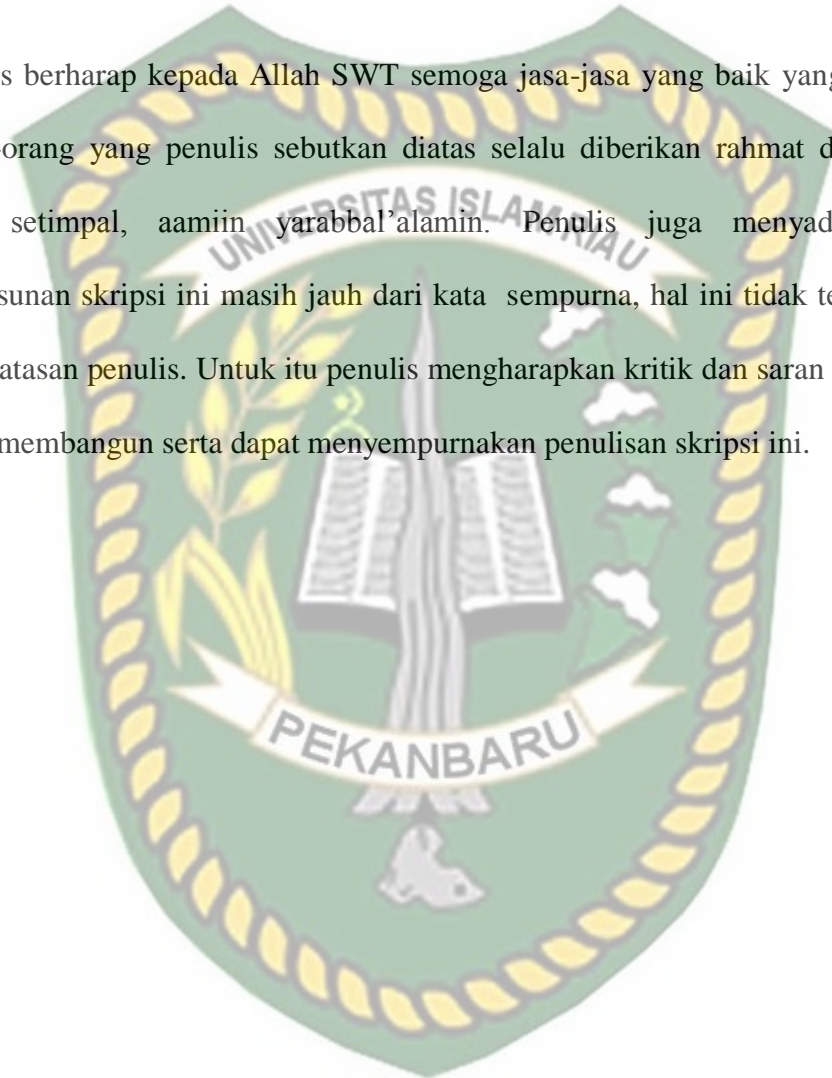 s berharap kepada Allah SWT semoga jasa-jasa yang baik yang
orang yang penulis sebutkan diatas selalu diberikan rahmat d
setimpal, aamiin yarabbal’alamin. Penulis juga menyad
sunan skripsi ini masih jauh dari kata sempurna, hal ini tidak te
atasan penulis. Untuk itu penulis mengharapkan kritik dan saran
membangun serta dapat menyempurnakan penulisan skripsi ini.
UNIVERSITAS ISLAM RIAU
PEKANBARU